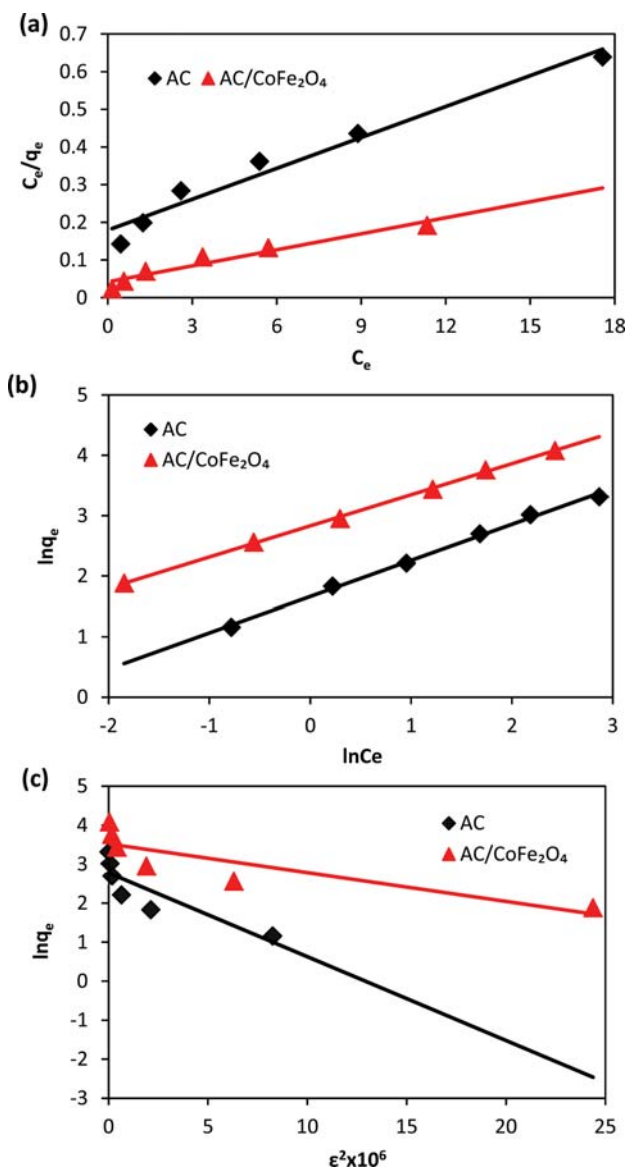 (a)
0.7
0.6
0.5
0.4
0.3
0.2
0.1
0
AC AC/CoFe₂O₄
Cₑ/qₑ
0 3 6 9 12 15 18
Cₑ
(b)
5
4
3
2
1
0
AC
AC/CoFe₂O₄
lnqₑ
-2 -1 0 1 2 3
lnCe
(c)
5
4
3
2
1
0
-1
-2
-3
AC
AC/CoFe₂O₄
lnqₑ
0 5 10 15 20 25
ε²x10⁶